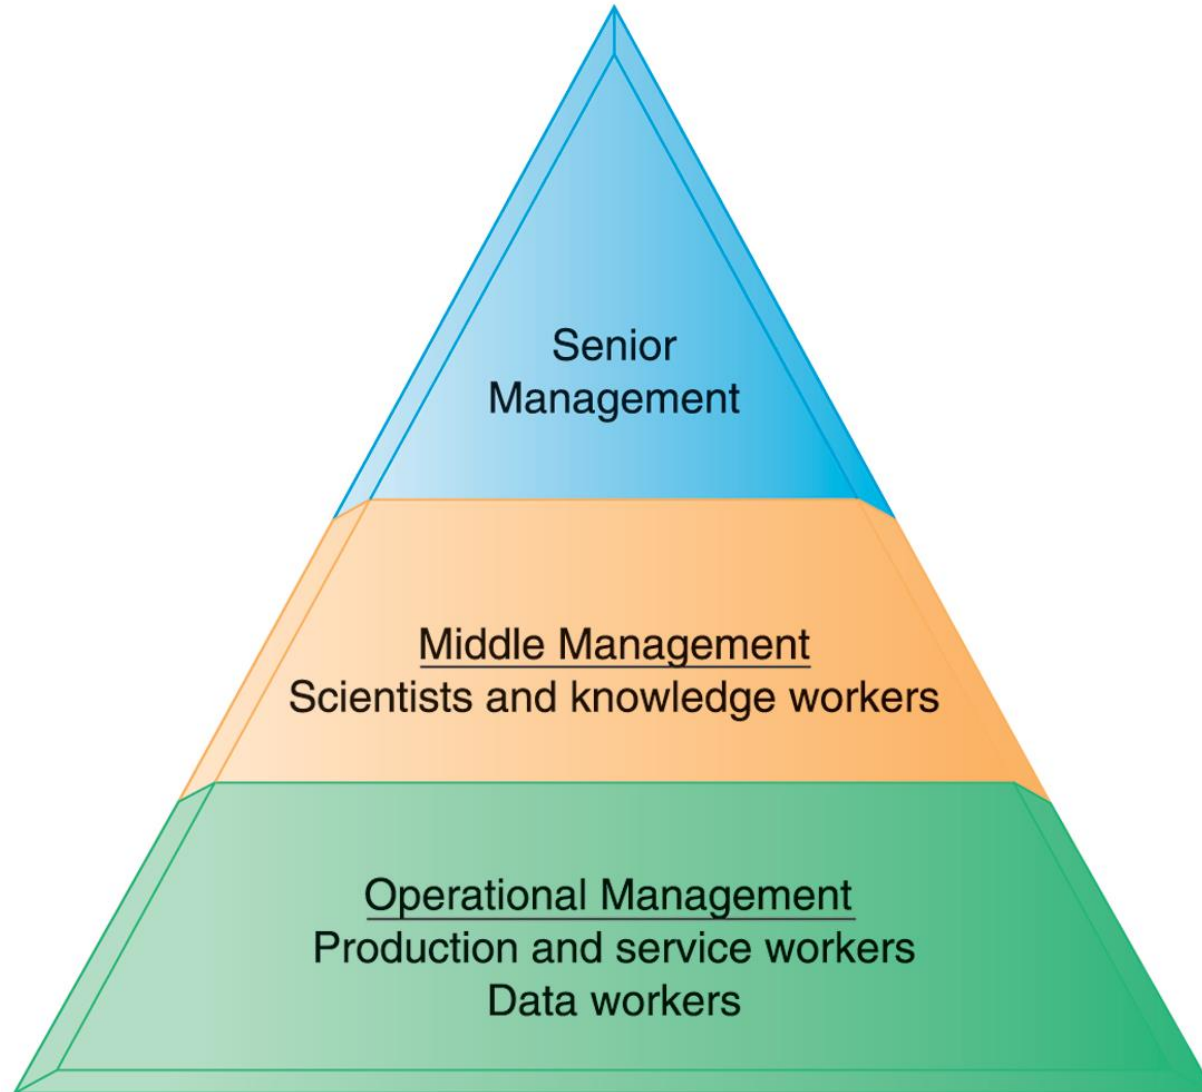 Senior
Management
Middle Management
Scientists and knowledge workers
Operational Management
Production and service workers
Data workers